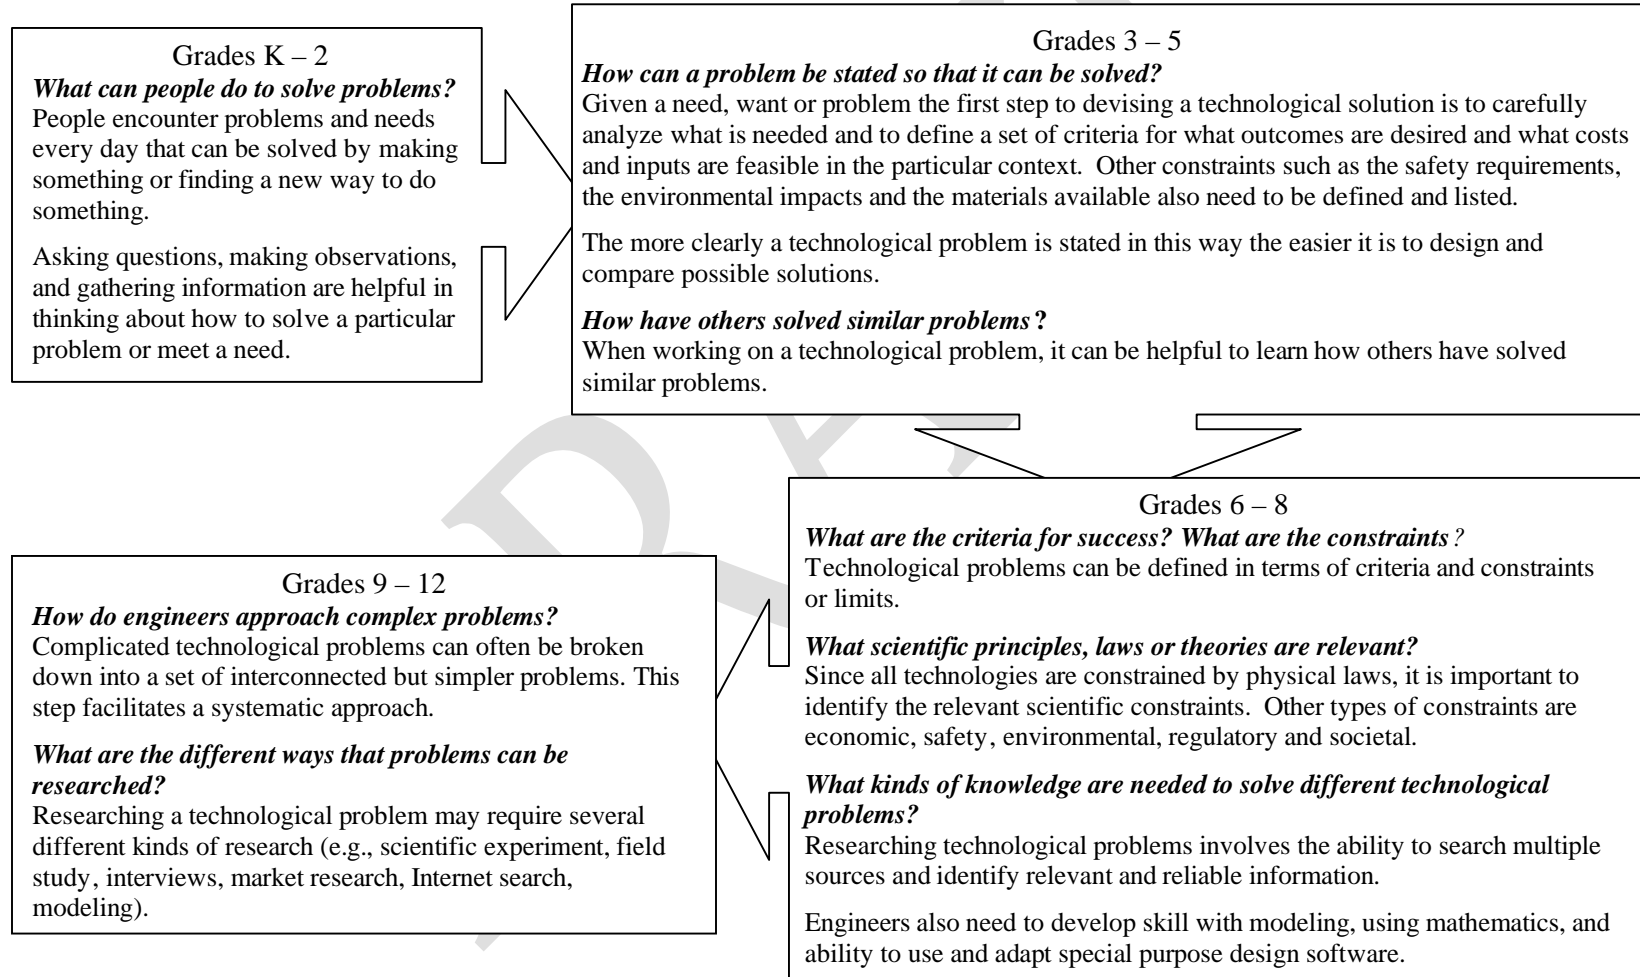 Grades K – 2
What can people do to solve problems?
People encounter problems and needs
every day that can be solved by making
something or finding a new way to do
something.
Asking questions, making observations,
and gathering information are helpful in
thinking about how to solve a particular
problem or meet a need.
Grades 3 – 5
How can a problem be stated so that it can be solved?
Given a need, want or problem the first step to devising a technological solution is to carefully
analyze what is needed and to define a set of criteria for what outcomes are desired and what costs
and inputs are feasible in the particular context. Other constraints such as the safety requirements,
the environmental impacts and the materials available also need to be defined and listed.
The more clearly a technological problem is stated in this way the easier it is to design and
compare possible solutions.
How have others solved similar problems?
When working on a technological problem, it can be helpful to learn how others have solved
similar problems.
Grades 6 – 8
What are the criteria for success? What are the constraints?
Technological problems can be defined in terms of criteria and constraints
or limits.
What scientific principles, laws or theories are relevant?
Since all technologies are constrained by physical laws, it is important to
identify the relevant scientific constraints. Other types of constraints are
economic, safety, environmental, regulatory and societal.
What kinds of knowledge are needed to solve different technological
problems?
Researching technological problems involves the ability to search multiple
sources and identify relevant and reliable information.
Engineers also need to develop skill with modeling, using mathematics, and
ability to use and adapt special purpose design software.
Grades 9 – 12
How do engineers approach complex problems?
Complicated technological problems can often be broken
down into a set of interconnected but simpler problems. This
step facilitates a systematic approach.
What are the different ways that problems can be
researched?
Researching a technological problem may require several
different kinds of research (e.g., scientific experiment, field
study, interviews, market research, Internet search,
modeling).